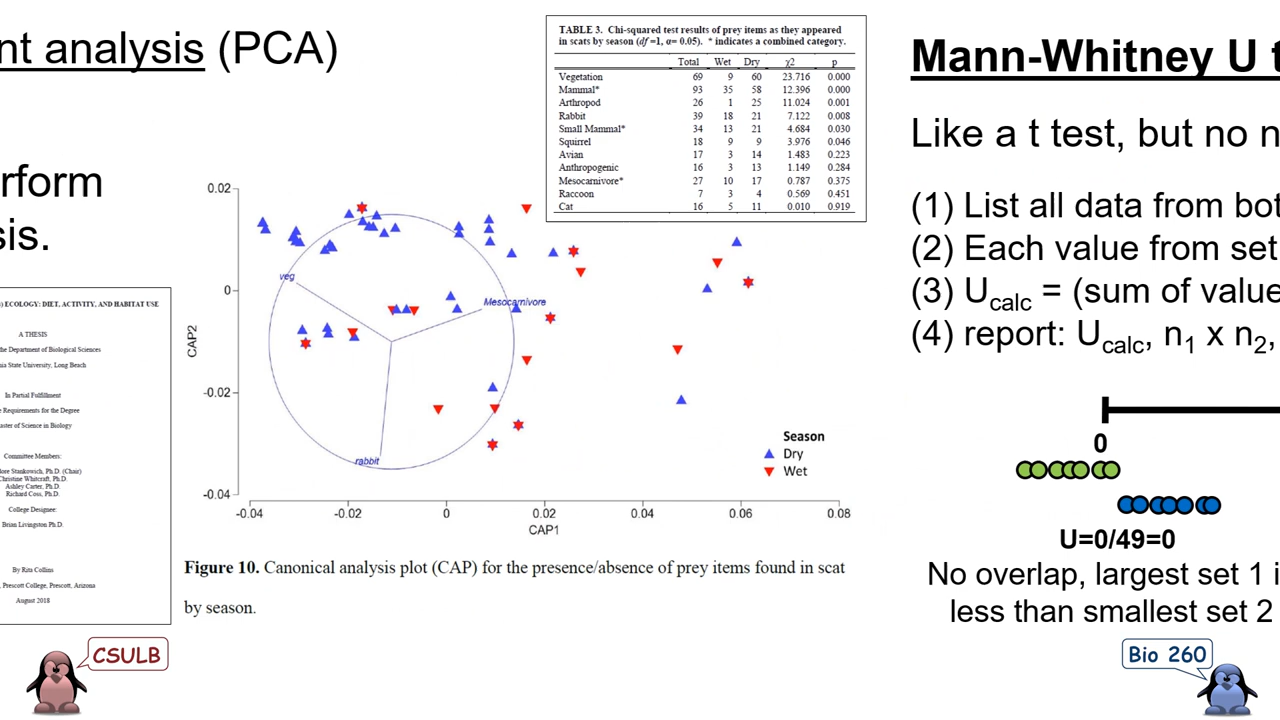 nt analysis (PCA)
rform
sis.
) ECOLOGY: DIET, ACTIVITY, AND HABITAT USE
A THESIS
the Department of Biological Sciences
nia State University, Long Beach
In Partial Fulfillment
e Requirements for the Degree
aster of Science in Biology
Committee Members:
dore Stankowich, Ph.D. (Chair)
Christine Whitcraft, Ph.D.
Ashley Carter, Ph.D.
Richard Coss, Ph.D.
College Designee:
Brian Livingston Ph.D.
By Rita Collins
, Prescott College, Prescott, Arizona
August 2018
CSULB
TABLE 3. Chi-squared test results of prey items as they appeared
in scats by season (df =1, α= 0.05). * indicates a combined category.
Total Wet Dry χ2 p
Vegetation 69 9 60 23.716 0.000
Mammal* 93 35 58 12.396 0.000
Arthropod 26 1 25 11.024 0.001
Rabbit 39 18 21 7.122 0.008
Small Mammal* 34 13 21 4.684 0.030
Squirrel 18 9 9 3.976 0.046
Avian 17 3 14 1.483 0.223
Anthropogenic 16 3 13 1.149 0.284
Mesocarnivore* 27 10 17 0.787 0.375
Raccoon 7 3 4 0.569 0.451
Cat 16 5 11 0.010 0.919
0.02
0
-0.02
-0.04
CAP2
veg
Mesocarnivore
rabbit
Season
Dry
Wet
-0.04 -0.02 0 0.02 0.04 0.06 0.08
CAP1
Figure 10. Canonical analysis plot (CAP) for the presence/absence of prey items found in scat
by season.
Mann-Whitney U t
Like a t test, but no n
(1) List all data from bot
(2) Each value from set
(3) Ucalc = (sum of value
(4) report: Ucalc, n1 x n2,
0
U=0/49=0
No overlap, largest set 1 i
less than smallest set 2
Bio 260